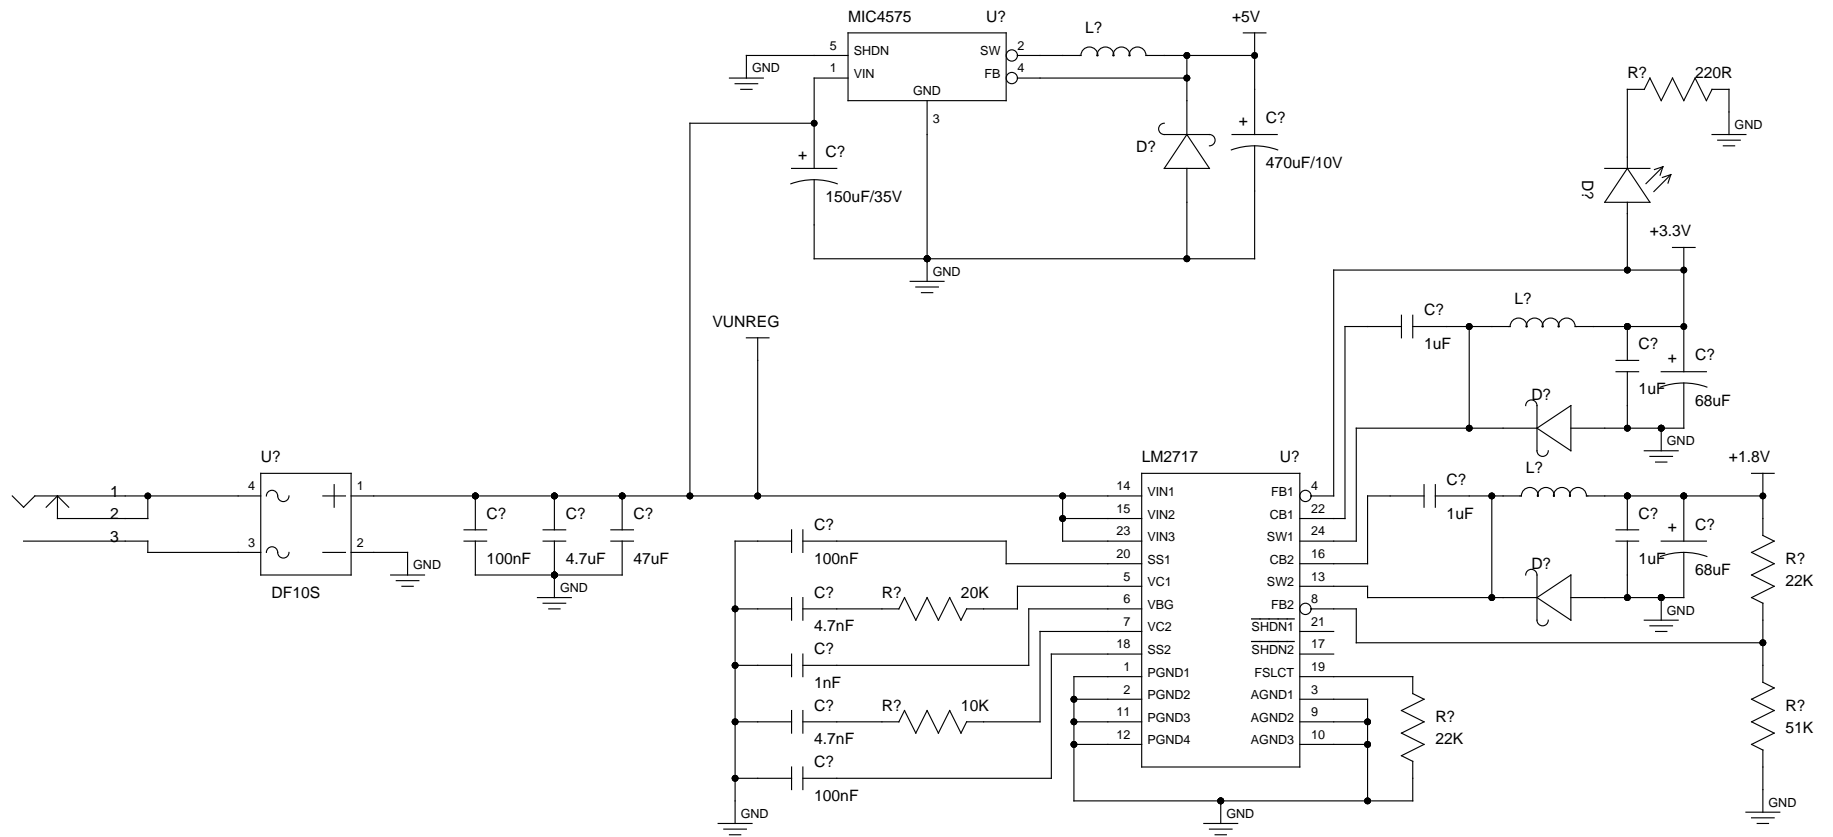 MIC4575 U?
5 SHDN SW 2
1 VIN FB 4
GND
3
GND
L?
+5V
D?
+ C?
470uF/10V
+ C?
150uF/35V
GND
R? 220R
GND
D?
+3.3V
VUNREG
C?
1uF
L?
C?
1uF
+ C?
68uF
D?
GND
+1.8V
C?
1uF
L?
C?
1uF
+ C?
68uF
D?
GND
R?
22K
R?
51K
GND
1
2
3
U?
4 + 1
3 - 2
DF10S
GND
C?
100nF
C?
4.7uF
C?
47uF
GND
C?
100nF
C?
4.7nF
R? 20K
C?
1nF
C?
4.7nF
R? 10K
C?
100nF
GND
LM2717 U?
14 VIN1 FB1 4
15 VIN2 CB1 22
23 VIN3 SW1 24
20 SS1 CB2 16
5 VC1 SW2 13
6 VBG FB2 8
7 VC2 SHDN1 21
18 SS2 SHDN2 17
1 PGND1 FSLCT 19
2 PGND2 AGND1 3
11 PGND3 AGND2 9
12 PGND4 AGND3 10
R?
22K
GND